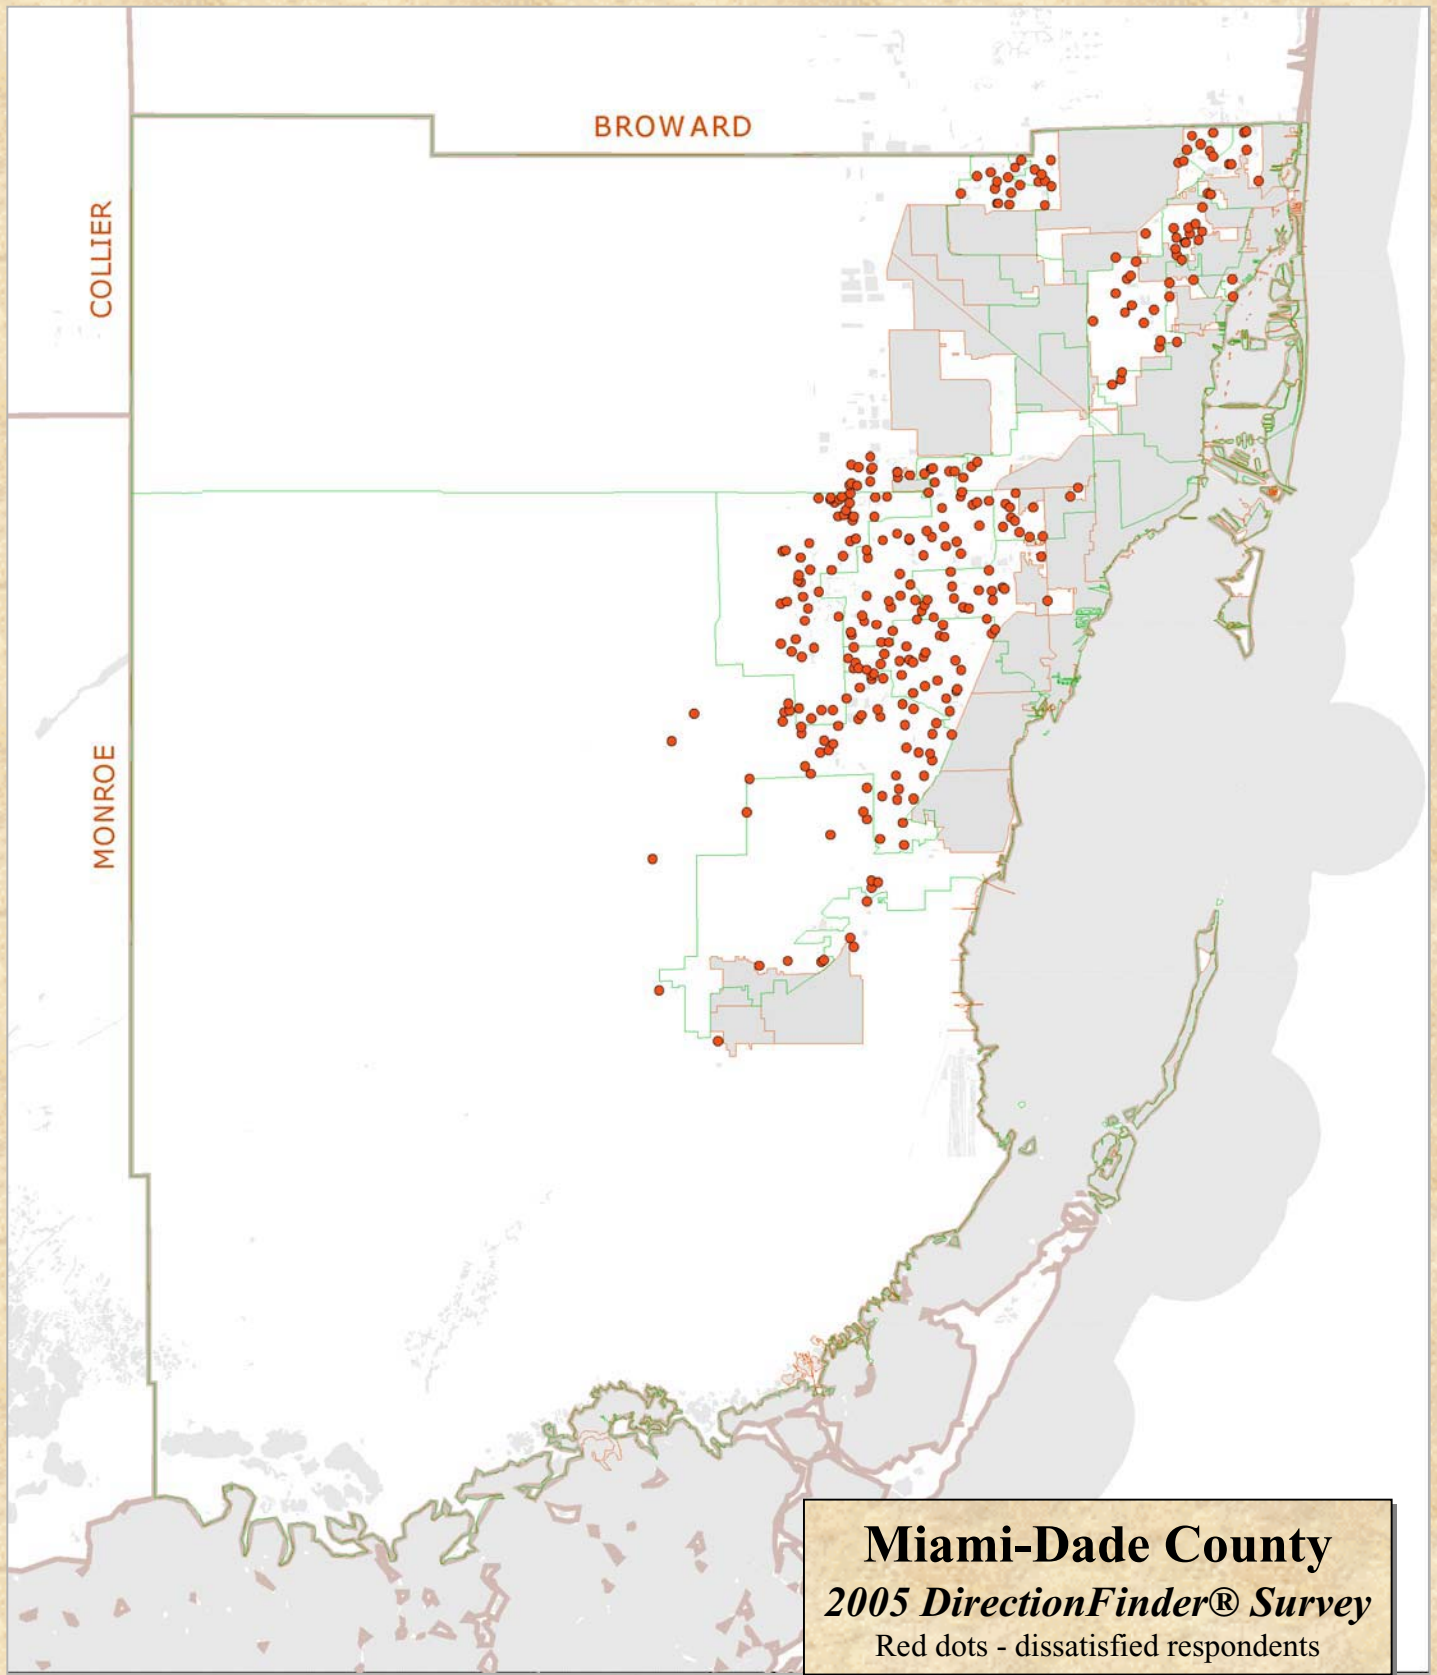 BROWARD
COLLIER
MONROE
Miami-Dade County
2005 DirectionFinder® Survey
Red dots - dissatisfied respondents